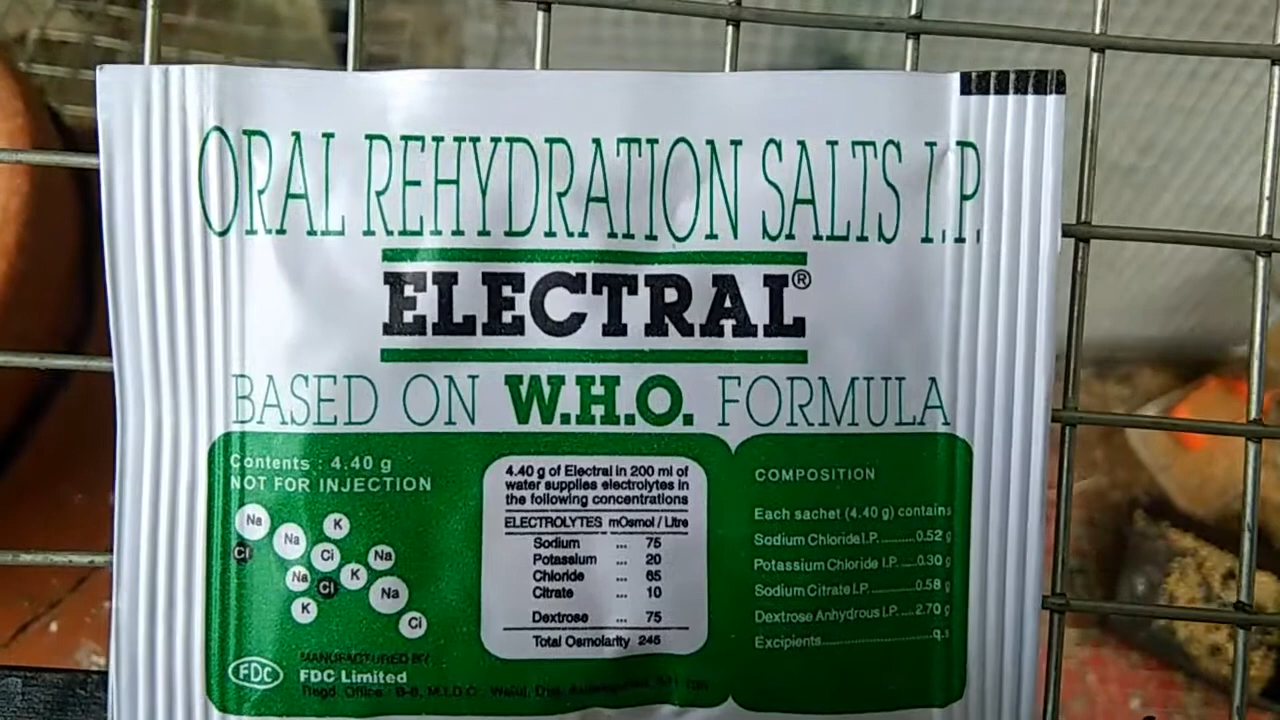 ORAL REHYDRATION SALTS I.P.
ELECTRAL®
BASED ON W.H.O. FORMULA
Contents : 4.40 g
NOT FOR INJECTION
Na
K
Na
Cl
Cl
Na
Na
K
Cl
Na
K
Cl
MANUFACTURED BY
FDC
FDC Limited
Regd. Office : B-8, M.I.D.C. Waluj,
4.40 g of Electral in 200 ml of
water supplies electrolytes in
the following concentrations
ELECTROLYTES mOsmol / Litre
Sodium ... 75
Potassium ... 20
Chloride ... 65
Citrate ... 10
Dextrose ... 75
Total Osmolarity 245
COMPOSITION
Each sachet (4.40 g) contains
Sodium Chloride I.P..........0.52 g
Potassium Chloride I.P. ....0.30 g
Sodium Citrate I.P. ...........0.58 g
Dextrose Anhydrous I.P. ....2.70 g
Excipients.........................q.s